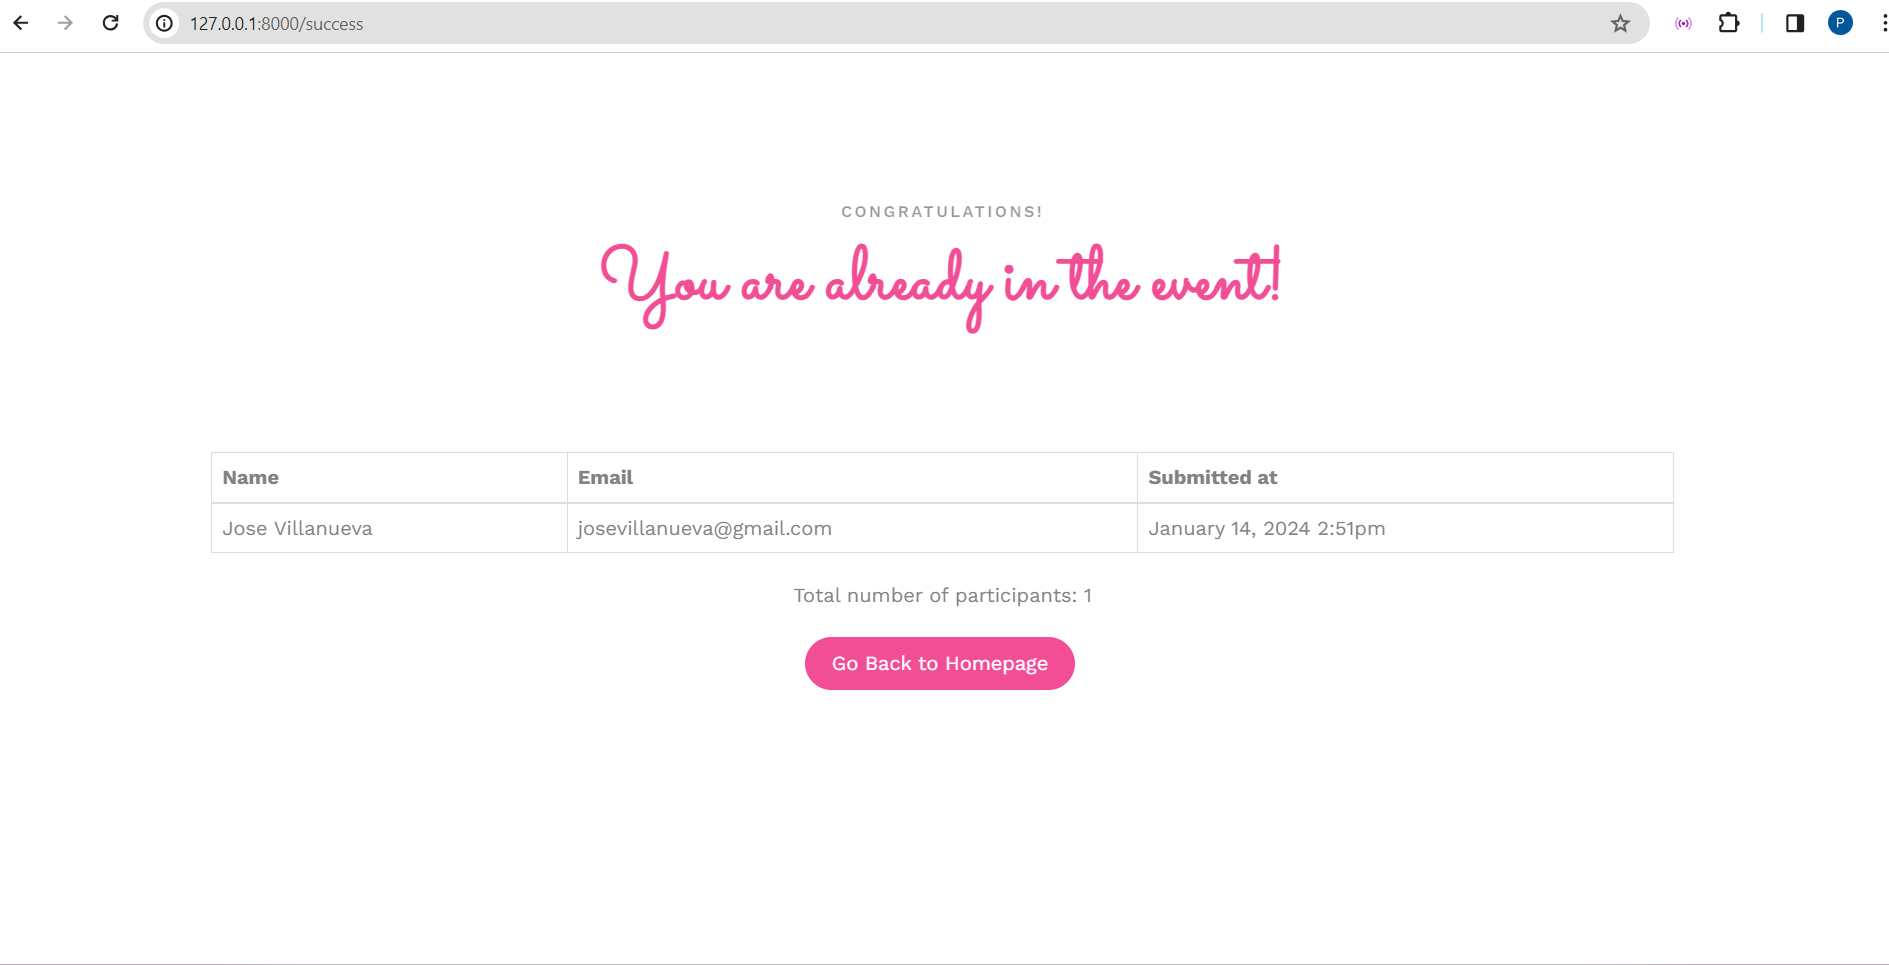 127.0.0.1:8000/success
P
CONGRATULATIONS!
You are already in the event!
Name Email Submitted at
Jose Villanueva josevillanueva@gmail.com January 14, 2024 2:51pm
Total number of participants: 1
Go Back to Homepage